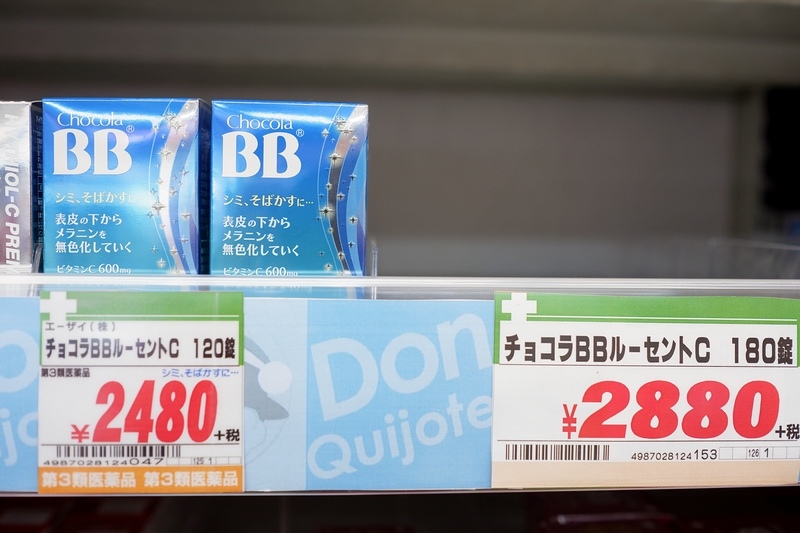 IOL-C PRE
Chocola
BB®
シミ、そばかすに
表皮の下から
メラニンを
無色化していく
ビタミンC 600mg
Chocola
BB®
シミ、そばかすに…
表皮の下から
メラニンを
無色化していく
ビタミンC 600mg
エーザイ(株)
チョコラBBルーセントC 120錠
第3類医薬品 シミ、そばかすに…
¥2480+税
4987028124047 125 1
第3類医薬品 第3類医薬品
Don
Quijote
チョコラBBルーセントC 180錠
¥2880+税
4987028124153 126 1